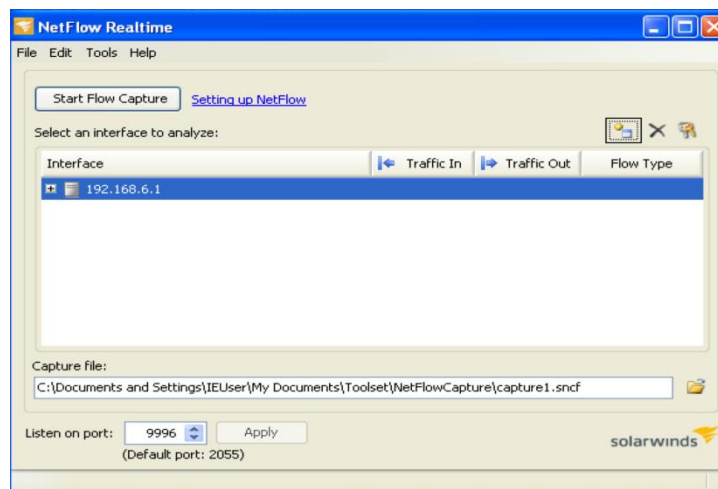 NetFlow Realtime
File Edit Tools Help
Start Flow Capture Setting up NetFlow
Select an interface to analyze:
Interface Traffic In Traffic Out Flow Type
192.168.6.1
Capture file:
C:\Documents and Settings\IEUser\My Documents\Toolset\NetFlowCapture\capture1.sncf
Listen on port: 9996 Apply
(Default port: 2055)
solarwinds